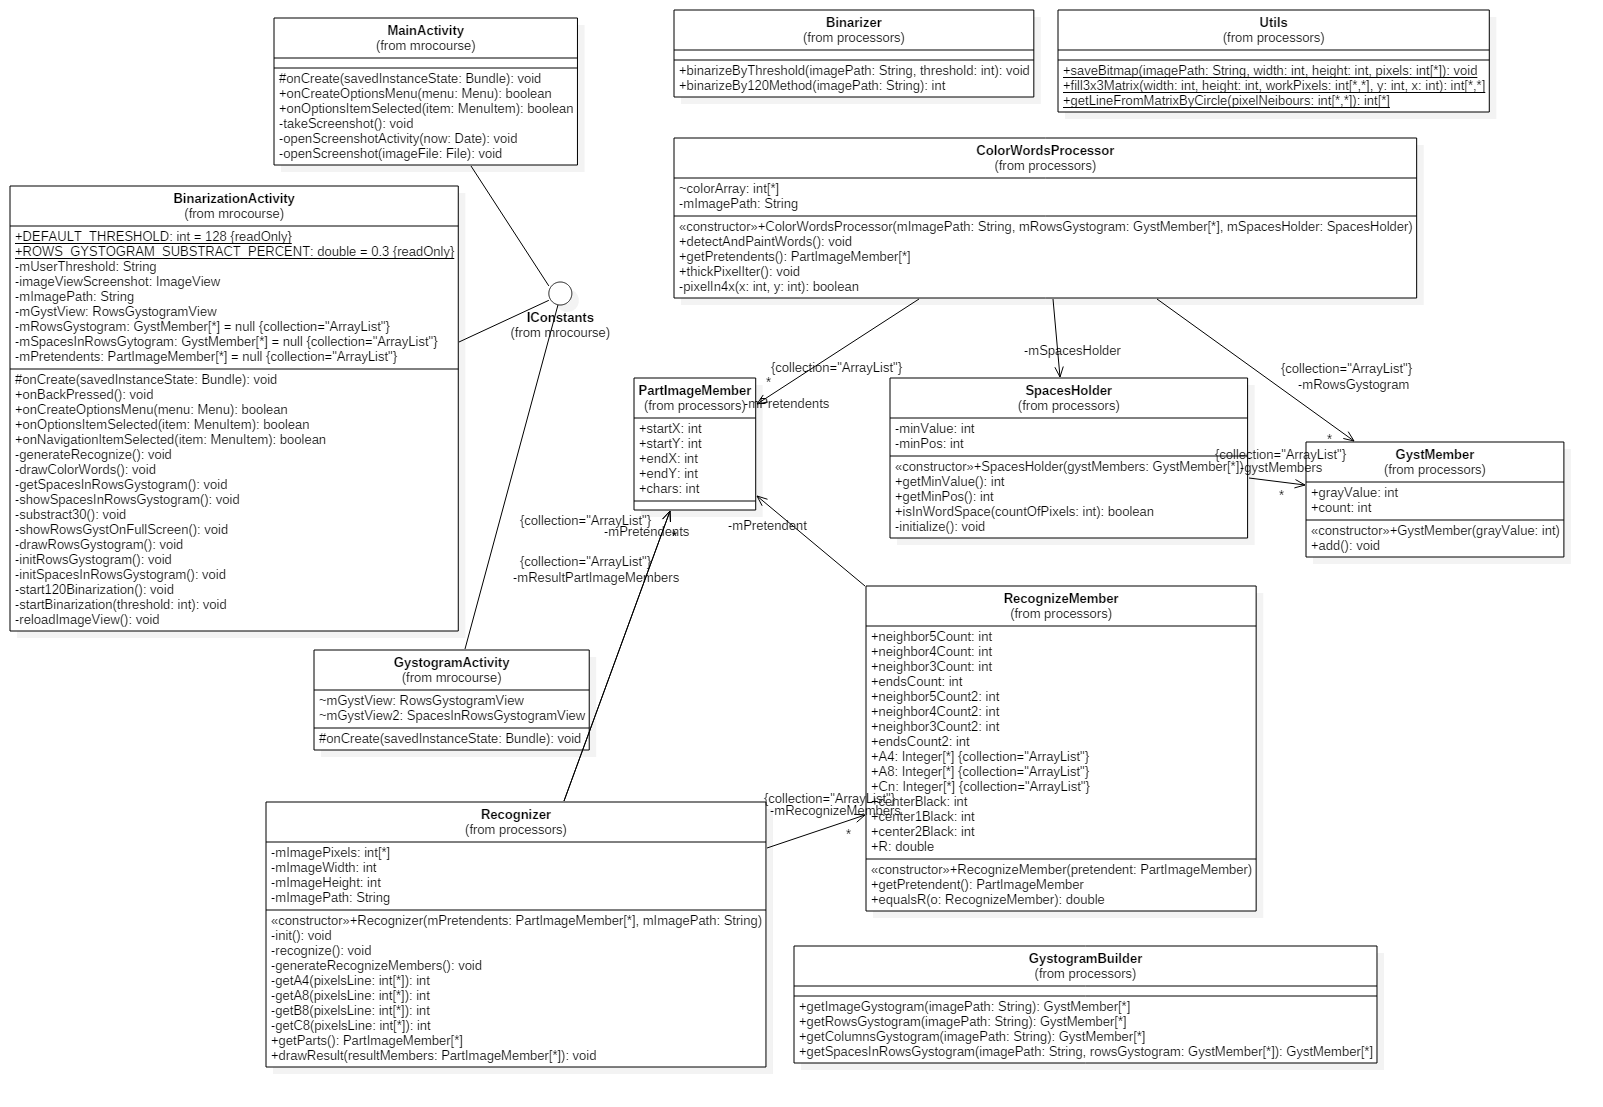 MainActivity
(from mrocourse)
#onCreate(savedInstanceState: Bundle): void
+onCreateOptionsMenu(menu: Menu): boolean
+onOptionsItemSelected(item: MenuItem): boolean
-takeScreenshot(): void
-openScreenshotActivity(now: Date): void
-openScreenshot(imageFile: File): void
Binarizer
(from processors)
+binarizeByThreshold(imagePath: String, threshold: int): void
+binarizeBy120Method(imagePath: String): int
Utils
(from processors)
+saveBitmap(imagePath: String, width: int, height: int, pixels: int[*]): void
+fill3x3Matrix(width: int, height: int, workPixels: int[*,*], y: int, x: int): int[*,*]
+getLineFromMatrixByCircle(pixelNeibours: int[*,*]): int[*]
ColorWordsProcessor
(from processors)
~colorArray: int[*]
-mImagePath: String
«constructor»+ColorWordsProcessor(mImagePath: String, mRowsGystogram: GystMember[*], mSpacesHolder: SpacesHolder)
+detectAndPaintWords(): void
+getPretendents(): PartImageMember[*]
+thickPixelIter(): void
-pixelIn4x(x: int, y: int): boolean
BinarizationActivity
(from mrocourse)
+DEFAULT_THRESHOLD: int = 128 {readOnly}
+ROWS_GYSTOGRAM_SUBSTRACT_PERCENT: double = 0.3 {readOnly}
-mUserThreshold: String
-imageViewScreenshot: ImageView
-mImagePath: String
-mGystView: RowsGystogramView
-mRowsGystogram: GystMember[*] = null {collection="ArrayList"}
-mSpacesInRowsGytogram: GystMember[*] = null {collection="ArrayList"}
-mPretendents: PartImageMember[*] = null {collection="ArrayList"}
#onCreate(savedInstanceState: Bundle): void
+onBackPressed(): void
+onCreateOptionsMenu(menu: Menu): boolean
+onOptionsItemSelected(item: MenuItem): boolean
+onNavigationItemSelected(item: MenuItem): boolean
-generateRecognize(): void
-drawColorWords(): void
-getSpacesInRowsGystogram(): void
-showSpacesInRowsGystogram(): void
-substract30(): void
-showRowsGystOnFullScreen(): void
-drawRowsGystogram(): void
-initRowsGystogram(): void
-initSpacesInRowsGystogram(): void
-start120Binarization(): void
-startBinarization(threshold: int): void
-reloadImageView(): void
IConstants
(from mrocourse)
{collection="ArrayList"}
*
-mPretendents
-mSpacesHolder
{collection="ArrayList"}
-mRowsGystogram
*
PartImageMember
(from processors)
+startX: int
+startY: int
+endX: int
+endY: int
+chars: int
SpacesHolder
(from processors)
-minValue: int
-minPos: int
«constructor»+SpacesHolder(gystMembers: GystMember[*])
+getMinValue(): int
+getMinPos(): int
+isInWordSpace(countOfPixels: int): boolean
-initialize(): void
{collection="ArrayList"}
-gystMembers
*
GystMember
(from processors)
+grayValue: int
+count: int
«constructor»+GystMember(grayValue: int)
+add(): void
{collection="ArrayList"}
-mPretendents
*
{collection="ArrayList"}
-mResultPartImageMembers
-mPretendent
RecognizeMember
(from processors)
+neighbor5Count: int
+neighbor4Count: int
+neighbor3Count: int
+endsCount: int
+neighbor5Count2: int
+neighbor4Count2: int
+neighbor3Count2: int
+endsCount2: int
+A4: Integer[*] {collection="ArrayList"}
+A8: Integer[*] {collection="ArrayList"}
+Cn: Integer[*] {collection="ArrayList"}
+centerBlack: int
+center1Black: int
+center2Black: int
+R: double
«constructor»+RecognizeMember(pretendent: PartImageMember)
+getPretendent(): PartImageMember
+equalsR(o: RecognizeMember): double
GystogramActivity
(from mrocourse)
~mGystView: RowsGystogramView
~mGystView2: SpacesInRowsGystogramView
#onCreate(savedInstanceState: Bundle): void
{collection="ArrayList"}
-mRecognizeMembers
*
Recognizer
(from processors)
-mImagePixels: int[*]
-mImageWidth: int
-mImageHeight: int
-mImagePath: String
«constructor»+Recognizer(mPretendents: PartImageMember[*], mImagePath: String)
-init(): void
-recognize(): void
-generateRecognizeMembers(): void
-getA4(pixelsLine: int[*]): int
-getA8(pixelsLine: int[*]): int
-getB8(pixelsLine: int[*]): int
-getC8(pixelsLine: int[*]): int
+getParts(): PartImageMember[*]
+drawResult(resultMembers: PartImageMember[*]): void
GystogramBuilder
(from processors)
+getImageGystogram(imagePath: String): GystMember[*]
+getRowsGystogram(imagePath: String): GystMember[*]
+getColumnsGystogram(imagePath: String): GystMember[*]
+getSpacesInRowsGystogram(imagePath: String, rowsGystogram: GystMember[*]): GystMember[*]